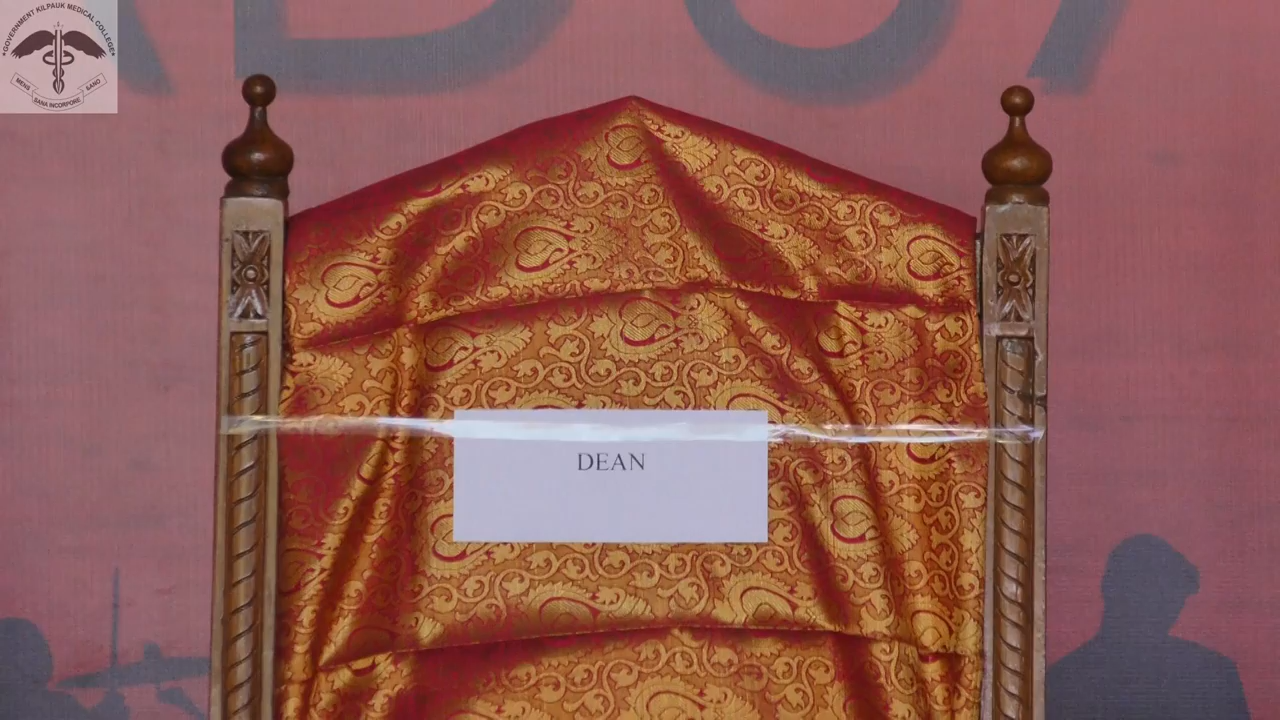 GOVERNMENT KILPAUK MEDICAL COLLEGE
MENS SANA INCORPORE SANO
DEAN